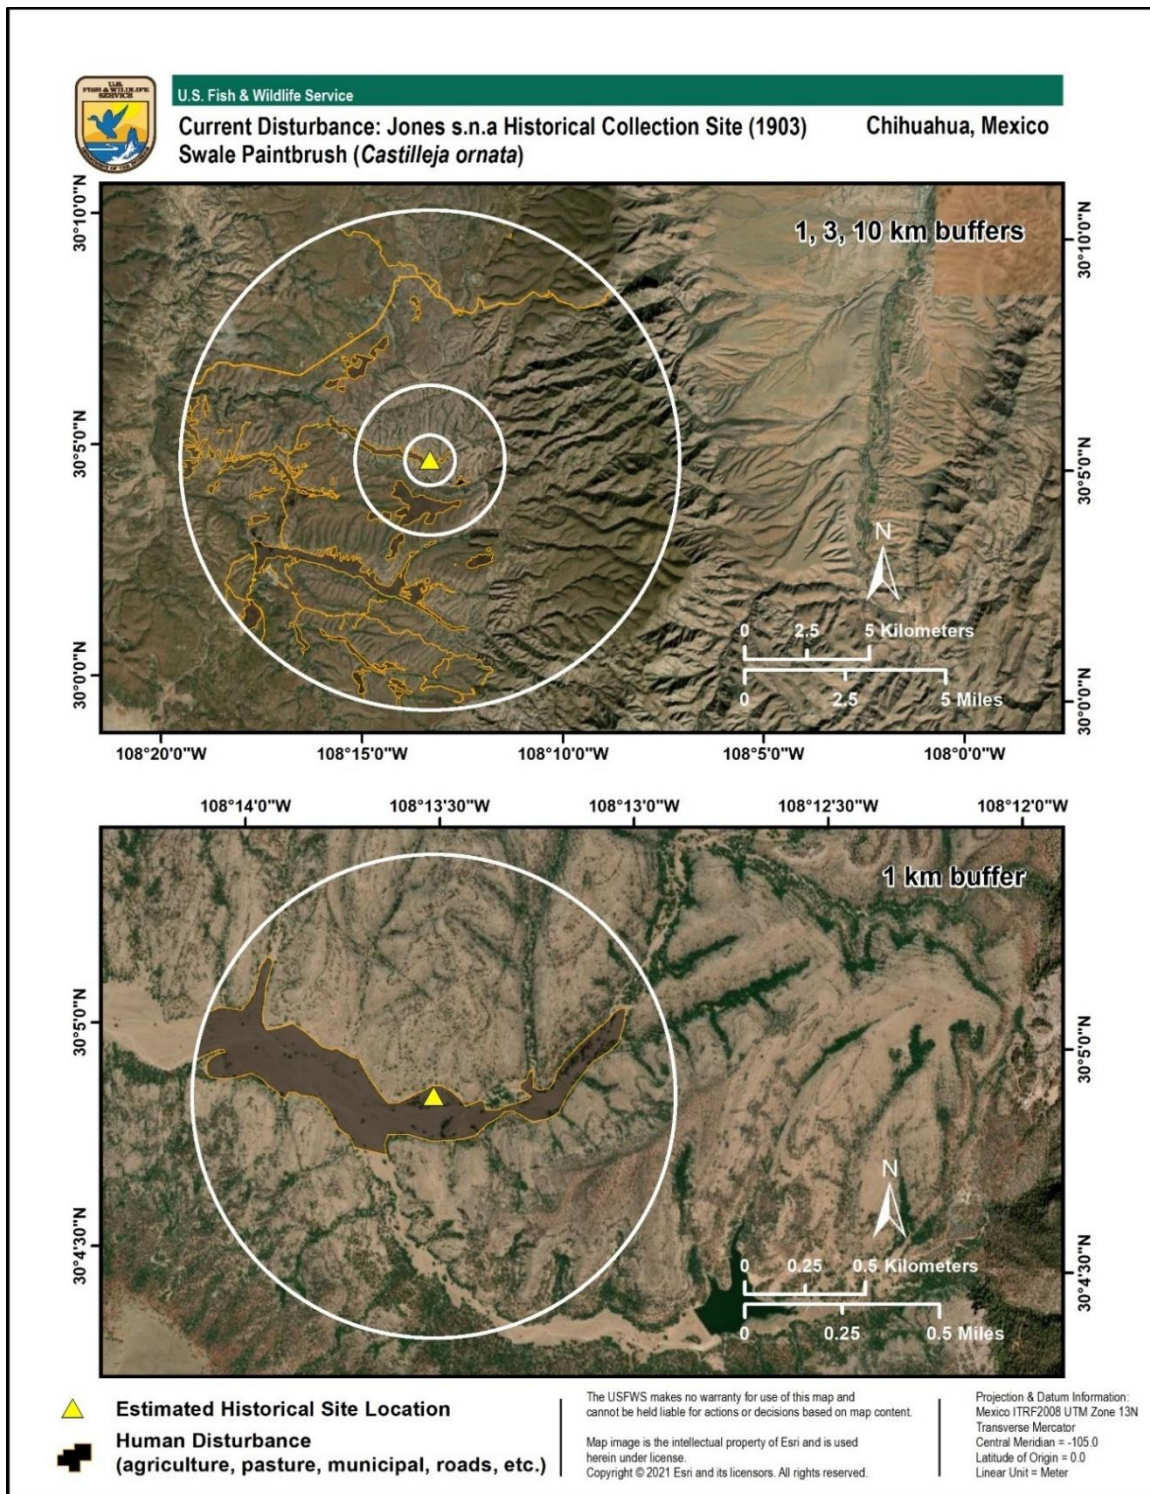 U.S.
FISH & WILDLIFE
SERVICE
DEPARTMENT OF THE INTERIOR
U.S. Fish & Wildlife Service
Current Disturbance: Jones s.n.a Historical Collection Site (1903) Chihuahua, Mexico
Swale Paintbrush (Castilleja ornata)
1, 3, 10 km buffers
30°10'0"N
30°5'0"N
30°0'0"N
30°10'0"N
30°5'0"N
30°0'0"N
N
0 2.5 5 Kilometers
0 2.5 5 Miles
108°20'0"W 108°15'0"W 108°10'0"W 108°5'0"W 108°0'0"W
108°14'0"W 108°13'30"W 108°13'0"W 108°12'30"W 108°12'0"W
1 km buffer
30°5'0"N
30°4'30"N
30°5'0"N
30°4'30"N
N
0 0.25 0.5 Kilometers
0 0.25 0.5 Miles
Estimated Historical Site Location
Human Disturbance
(agriculture, pasture, municipal, roads, etc.)
The USFWS makes no warranty for use of this map and
cannot be held liable for actions or decisions based on map content.
Map image is the intellectual property of Esri and is used
herein under license.
Copyright © 2021 Esri and its licensors. All rights reserved.
Projection & Datum Information:
Mexico ITRF2008 UTM Zone 13N
Transverse Mercator
Central Meridian = -105.0
Latitude of Origin = 0.0
Linear Unit = Meter